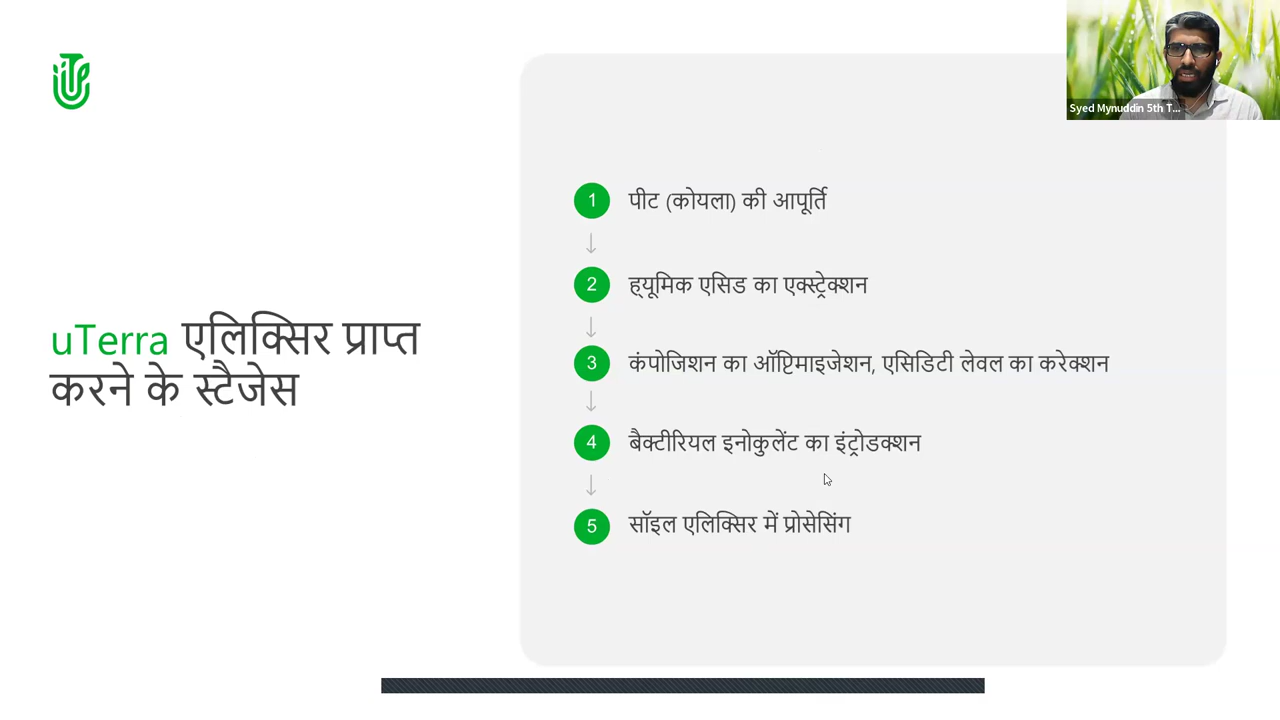 Syed Mynuddin 5th T...
uTerra एलिक्सिर प्राप्त
करने के स्टैजेस
1 पीट (कोयला) की आपूर्ति
2 ह्यूमिक एसिड का एक्स्ट्रेक्शन
3 कंपोजिशन का ऑप्टिमाइजेशन, एसिडिटी लेवल का करेक्शन
4 बैक्टीरियल इनोकुलेंट का इंट्रोडक्शन
5 सॉइल एलिक्सिर में प्रोसेसिंग